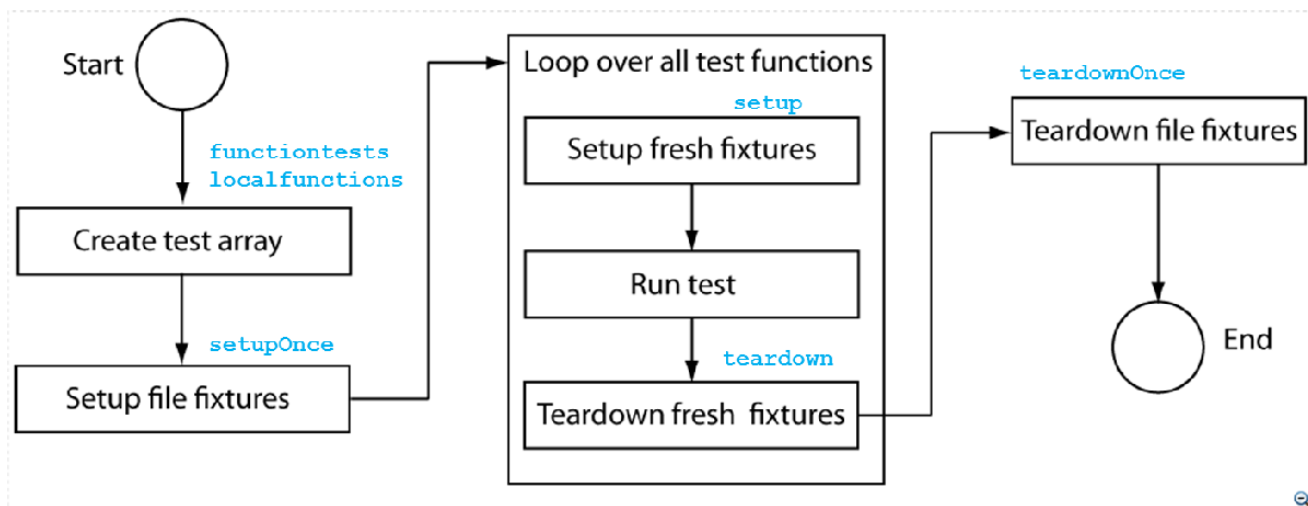 Start
functiontests
localfunctions
Create test array
setupOnce
Setup file fixtures
Loop over all test functions
setup
Setup fresh fixtures
Run test
teardown
Teardown fresh fixtures
teardownOnce
Teardown file fixtures
End